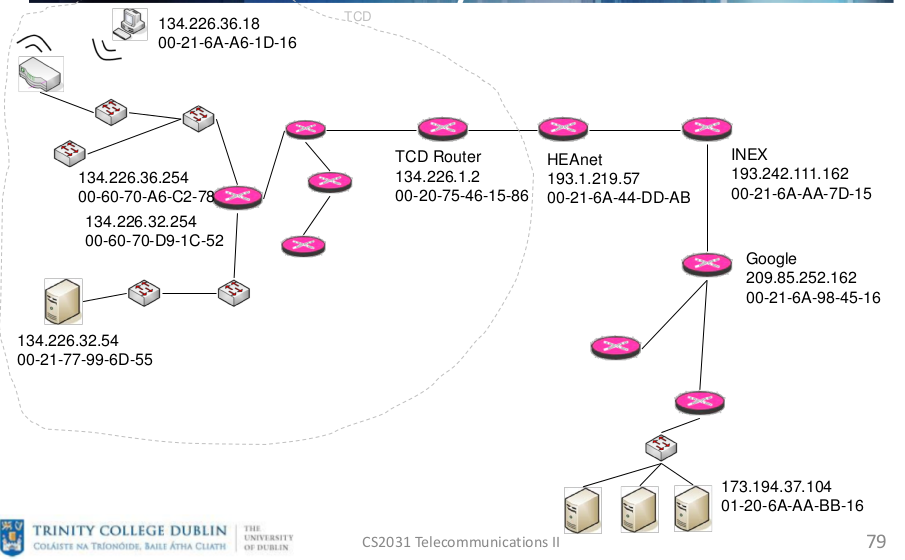 TCD
134.226.36.18
00-21-6A-A6-1D-16
134.226.36.254
00-60-70-A6-C2-78
134.226.32.254
00-60-70-D9-1C-52
134.226.32.54
00-21-77-99-6D-55
TCD Router
134.226.1.2
00-20-75-46-15-86
HEAnet
193.1.219.57
00-21-6A-44-DD-AB
INEX
193.242.111.162
00-21-6A-AA-7D-15
Google
209.85.252.162
00-21-6A-98-45-16
173.194.37.104
01-20-6A-AA-BB-16
TRINITY COLLEGE DUBLIN
COLÁISTE NA TRÍONÓIDE, BAILE ÁTHA CLIATH
THE
UNIVERSITY
OF DUBLIN
CS2031 Telecommunications II
79